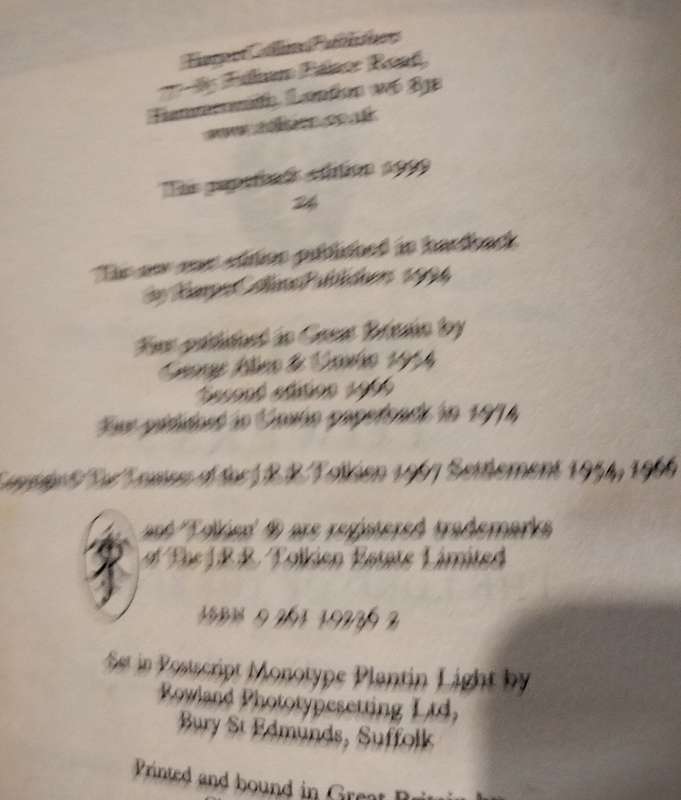 HarperCollinsPublishers
77–85 Fulham Palace Road,
Hammersmith, London W6 8JB
www.tolkien.co.uk
This paperback edition 1999
24
This new reset edition published in hardback
by HarperCollinsPublishers 1994
First published in Great Britain by
George Allen & Unwin 1954
Second edition 1966
First published in Unwin paperback in 1974
Copyright © The Trustees of the J.R.R. Tolkien 1967 Settlement 1954, 1966
and ‘Tolkien’ ® are registered trademarks
of The J.R.R. Tolkien Estate Limited
ISBN 0 261 10236 2
Set in Postscript Monotype Plantin Light by
Rowland Phototypesetting Ltd,
Bury St Edmunds, Suffolk
Printed and bound in Great Britain by